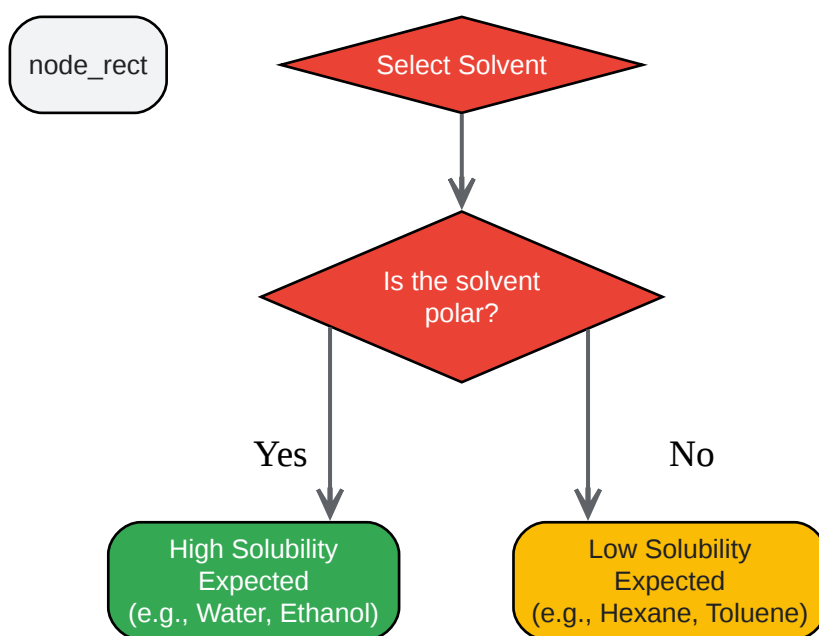 node_rect
Select Solvent
Is the solvent
polar?
Yes
No
High Solubility
Expected
(e.g., Water, Ethanol)
Low Solubility
Expected
(e.g., Hexane, Toluene)